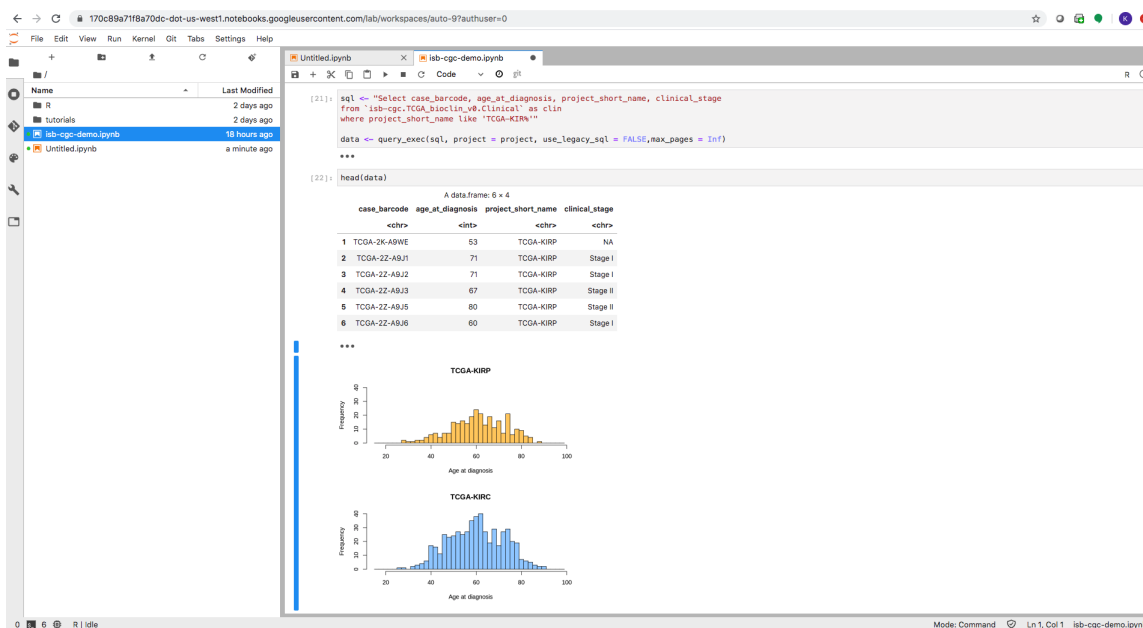 170c89a71f8a70dc-dot-us-west1.notebooks.googleusercontent.com/lab/workspaces/auto-9?authuser=0
K
File Edit View Run Kernel Git Tabs Settings Help
/
Name Last Modified
R 2 days ago
tutorials 2 days ago
isb-cgc-demo.ipynb 18 hours ago
Untitled.ipynb a minute ago
Untitled.ipynb × isb-cgc-demo.ipynb
Code git R
[21]: sql <- "Select case_barcode, age_at_diagnosis, project_short_name, clinical_stage
from `isb-cgc.TCGA_bioclin_v0.Clinical` as clin
where project_short_name like 'TCGA-KIR%'"
data <- query_exec(sql, project = project, use_legacy_sql = FALSE,max_pages = Inf)
[22]: head(data)
A data.frame: 6 × 4
case_barcode age_at_diagnosis project_short_name clinical_stage
<chr> <int> <chr> <chr>
1 TCGA-2K-A9WE 53 TCGA-KIRP NA
2 TCGA-2Z-A9J1 71 TCGA-KIRP Stage I
3 TCGA-2Z-A9J2 71 TCGA-KIRP Stage I
4 TCGA-2Z-A9J3 67 TCGA-KIRP Stage II
5 TCGA-2Z-A9J5 80 TCGA-KIRP Stage II
6 TCGA-2Z-A9J6 60 TCGA-KIRP Stage I
TCGA-KIRP
Frequency
0 10 20 30 40
20 40 60 80 100
Age at diagnosis
TCGA-KIRC
Frequency
0 10 20 30 40
20 40 60 80 100
Age at diagnosis
0 6 R | Idle Mode: Command Ln 1, Col 1 isb-cgc-demo.ipyn